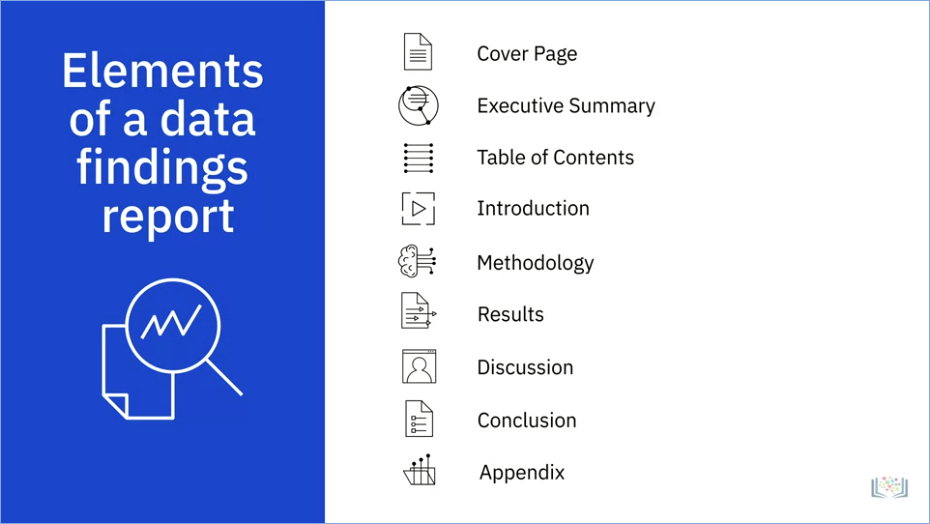 Elements
of a data
findings
report
Cover Page
Executive Summary
Table of Contents
Introduction
Methodology
Results
Discussion
Conclusion
Appendix